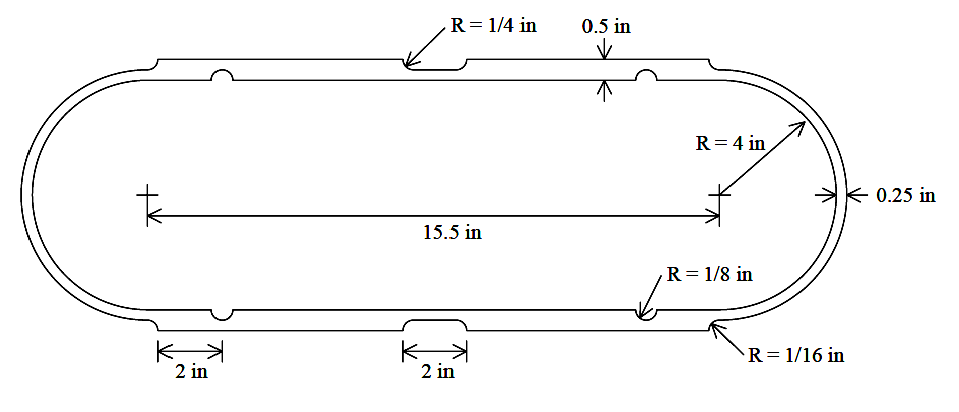 R = 1/4 in
0.5 in
R = 4 in
0.25 in
15.5 in
R = 1/8 in
R = 1/16 in
2 in
2 in